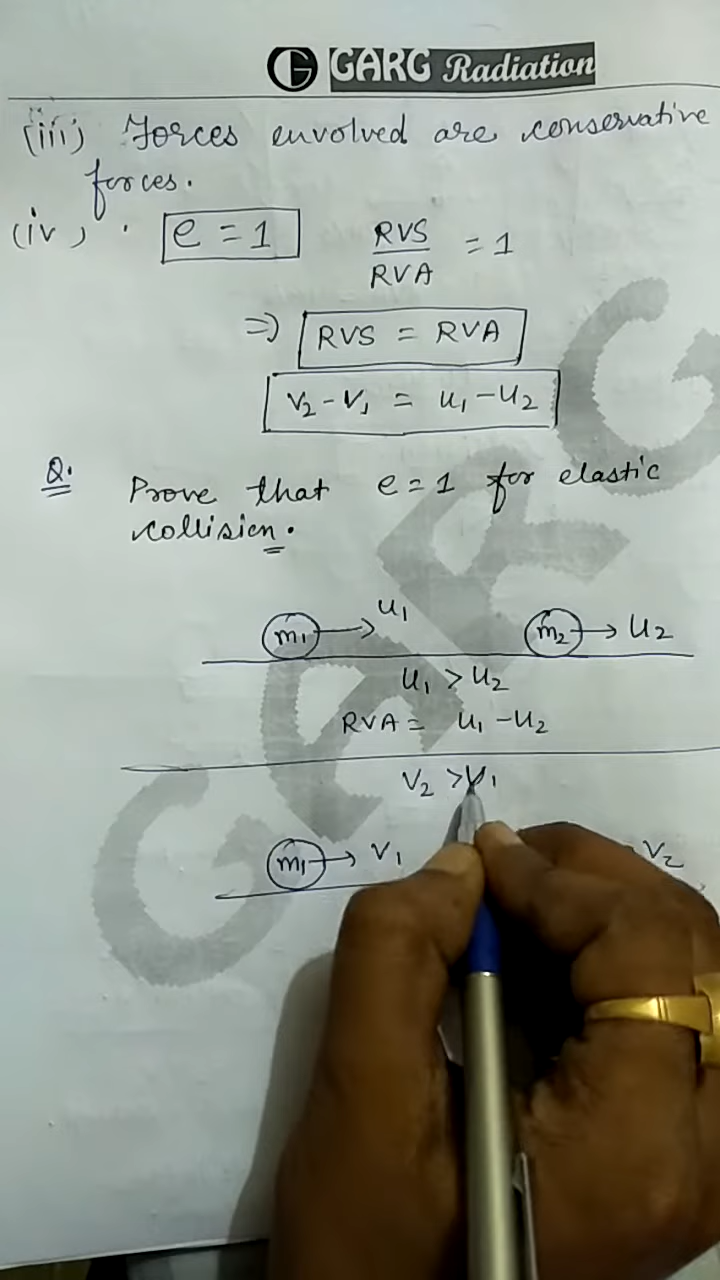 G GARG Radiation
(iii) Forces envolved are conservative
forces.
(iv) . e = 1 RVS/RVA = 1
=> RVS = RVA
V₂ - V₁ = u₁ - u₂
Q. Prove that e = 1 for elastic
collision.
m₁ → u₁ m₂ → u₂
u₁ > u₂
RVA = u₁ - u₂
V₂ > V₁
m₁ → V₁ V₂
GARG